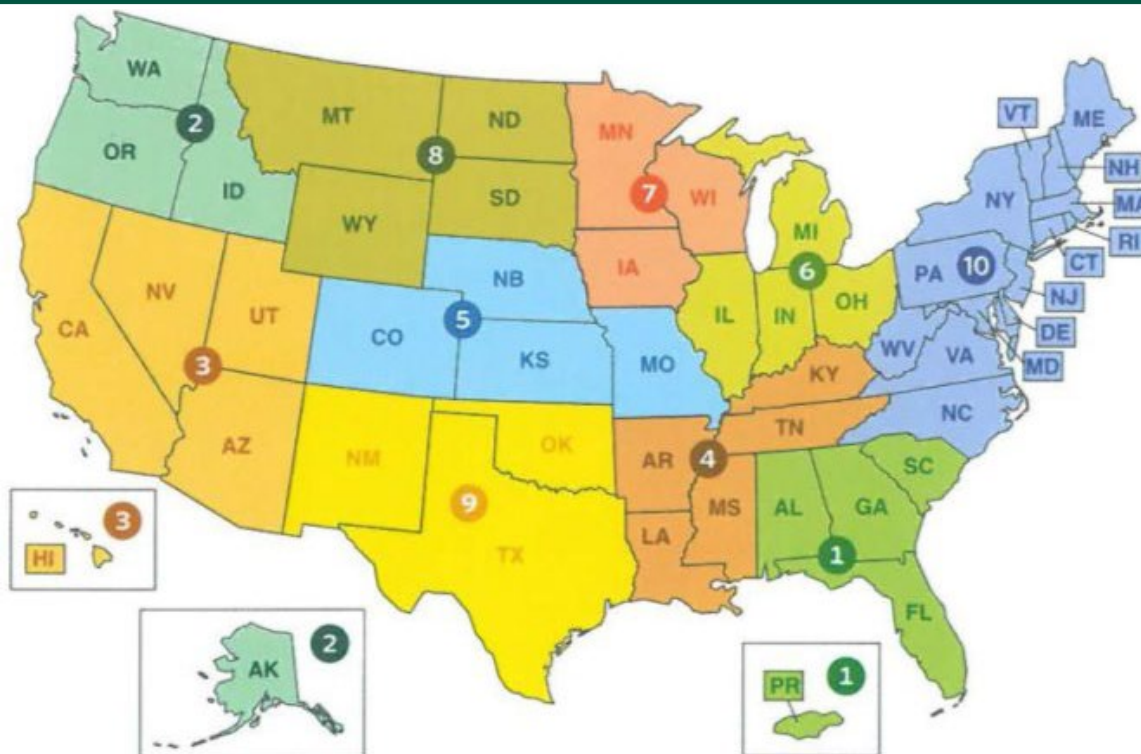 WA
OR
ID
2
MT
ND
8
WY
SD
MN
7
WI
IA
MI
6
IL
IN
OH
VT
ME
NH
NY
MA
RI
CT
PA
10
NJ
DE
MD
WV
VA
NC
CA
NV
UT
3
AZ
NB
CO
5
KS
MO
KY
TN
AR
4
MS
LA
NM
OK
9
TX
SC
AL
GA
1
FL
HI
3
AK
2
PR
1